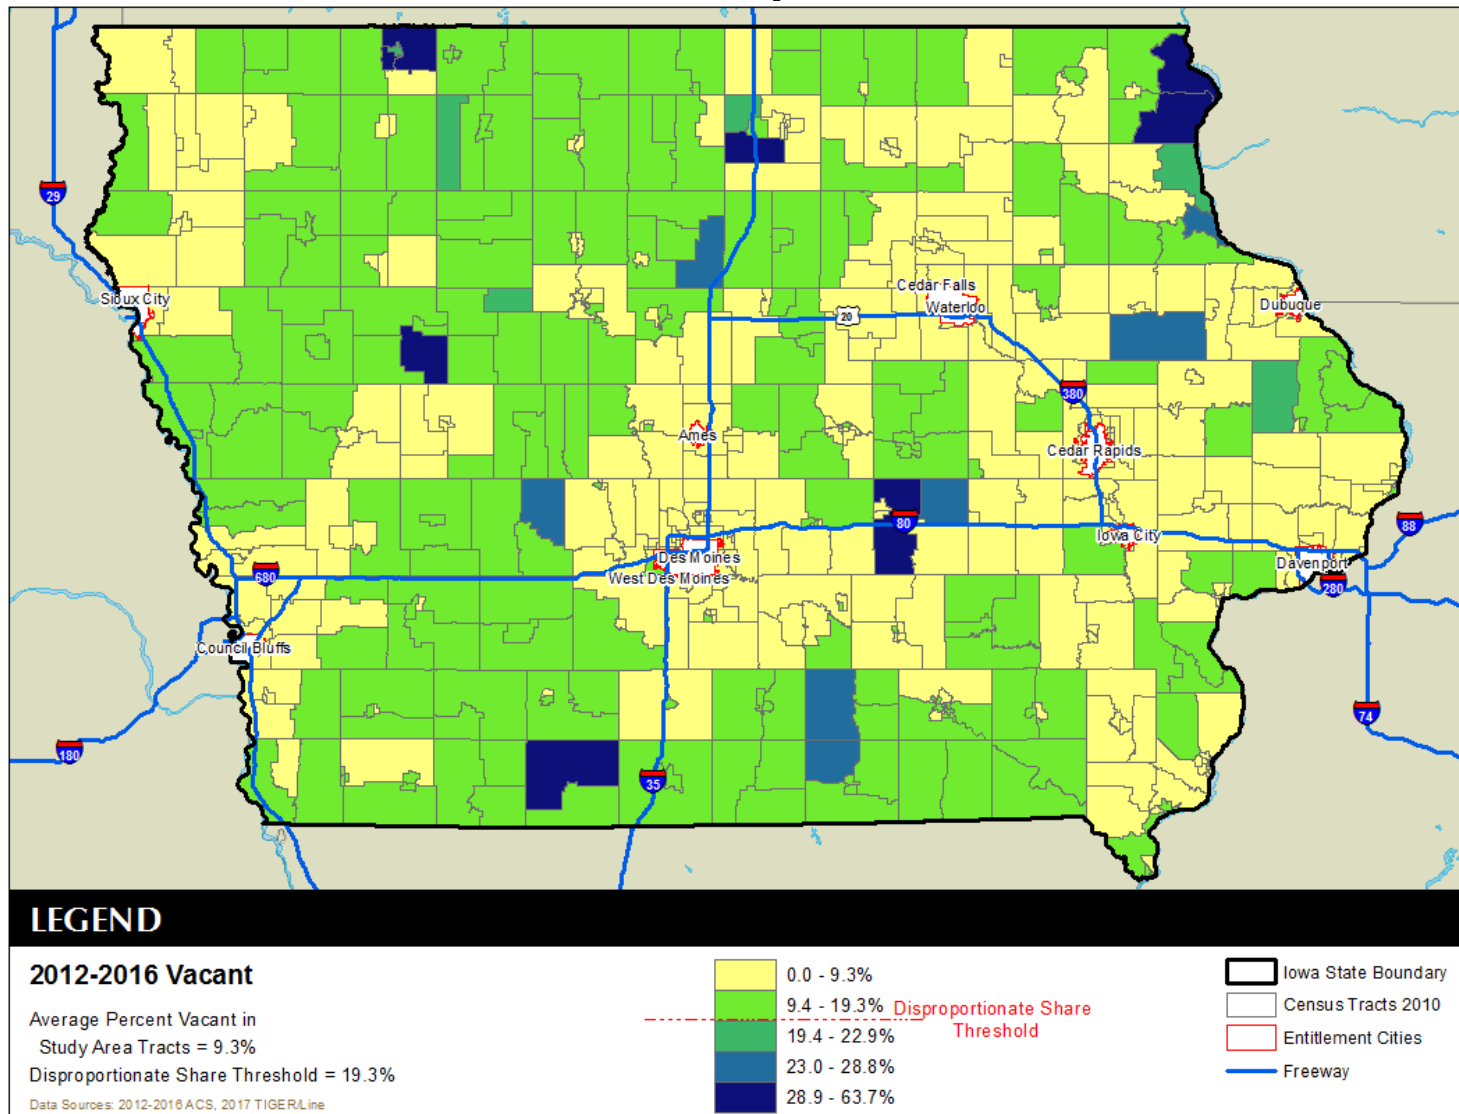 29
Sioux City
20
Cedar Falls
Waterloo
Dubuque
380
Ames
Cedar Rapids
80
Iowa City
88
Des Moines
West Des Moines
Davenport
680
280
Council Bluffs
180
35
74
LEGEND
2012-2016 Vacant
Average Percent Vacant in
Study Area Tracts = 9.3%
Disproportionate Share Threshold = 19.3%
Data Sources: 2012-2016 ACS, 2017 TIGER/Line
0.0 - 9.3%
9.4 - 19.3%
Disproportionate Share
Threshold
19.4 - 22.9%
23.0 - 28.8%
28.9 - 63.7%
Iowa State Boundary
Census Tracts 2010
Entitlement Cities
Freeway